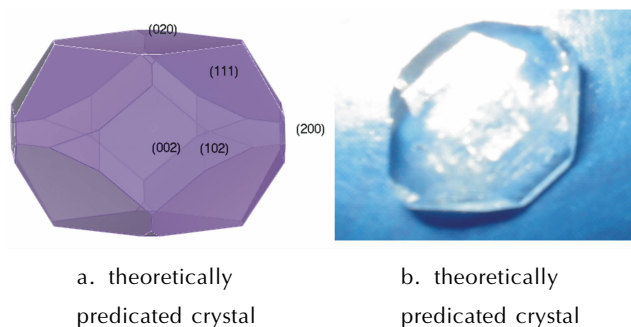 (020)
(111)
(200)
(002) (102)
a. theoretically
predicated crystal
b. theoretically
predicated crystal